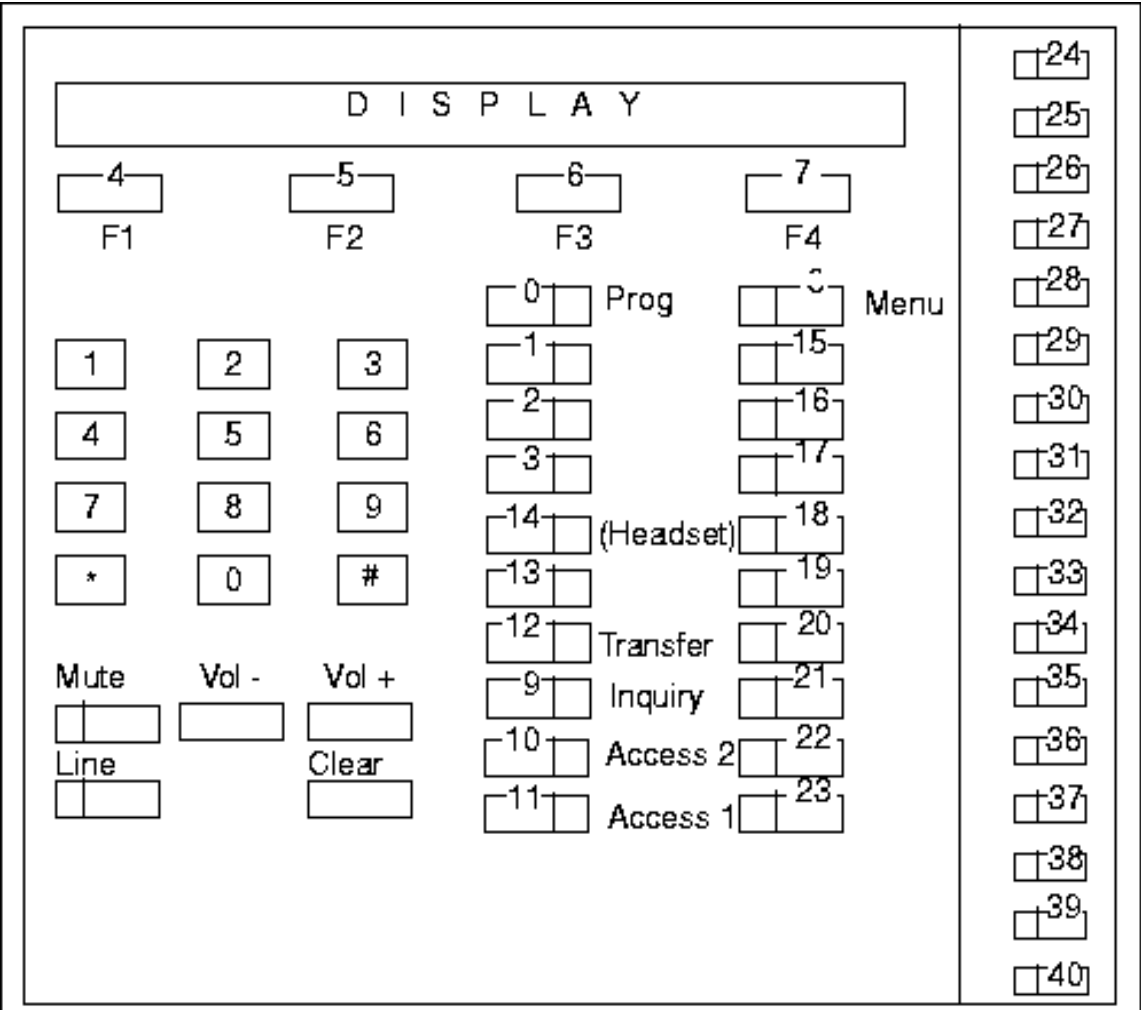 D I S P L A Y
4 5 6 7
F1 F2 F3 F4
0 Prog Menu
1 15
2 16
3 17
14 (Headset) 18
13 19
12 Transfer 20
9 Inquiry 21
10 Access 2 22
11 Access 1 23
1 2 3
4 5 6
7 8 9
* 0 #
Mute Vol - Vol +
Line Clear
24
25
26
27
28
29
30
31
32
33
34
35
36
37
38
39
40